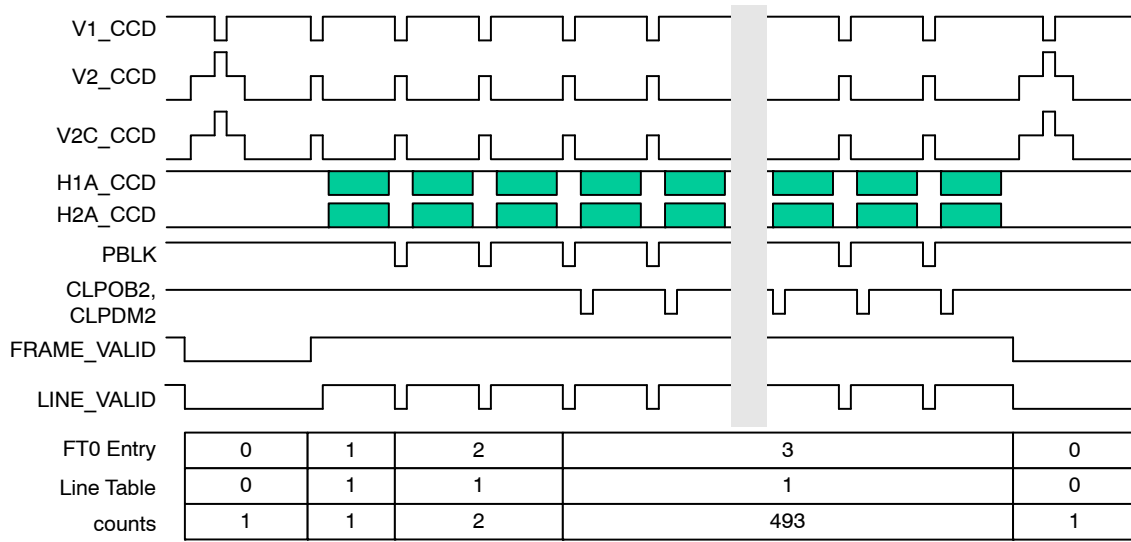 V1_CCD
V2_CCD
V2C_CCD
H1A_CCD
H2A_CCD
PBLK
CLPOB2,
CLPDM2
FRAME_VALID
LINE_VALID
FT0 Entry 0 1 2 3 0
Line Table 0 1 1 1 0
counts 1 1 2 493 1